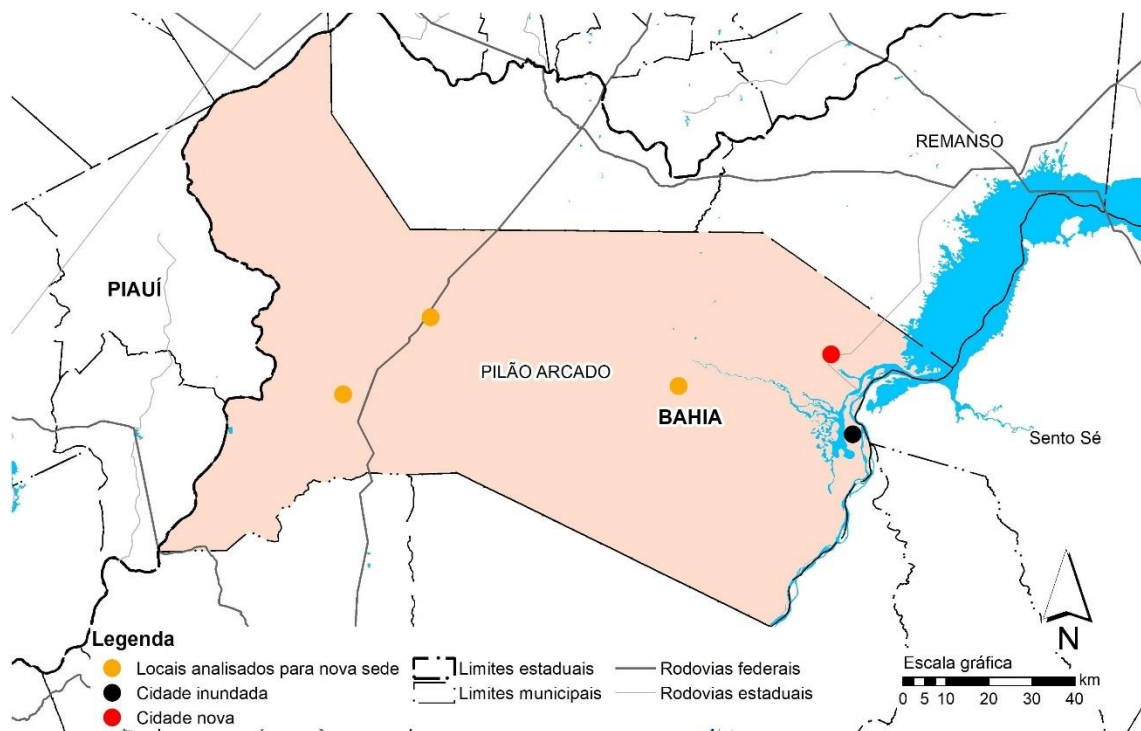 REMANSO
PIAUÍ
PILÃO ARCADO
BAHIA
Sento Sé
N
Legenda
Locais analisados para nova sede
Cidade inundada
Cidade nova
Limites estaduais
Limites municipais
Rodovias federais
Rodovias estaduais
Escala gráfica
km
0 5 10 20 30 40